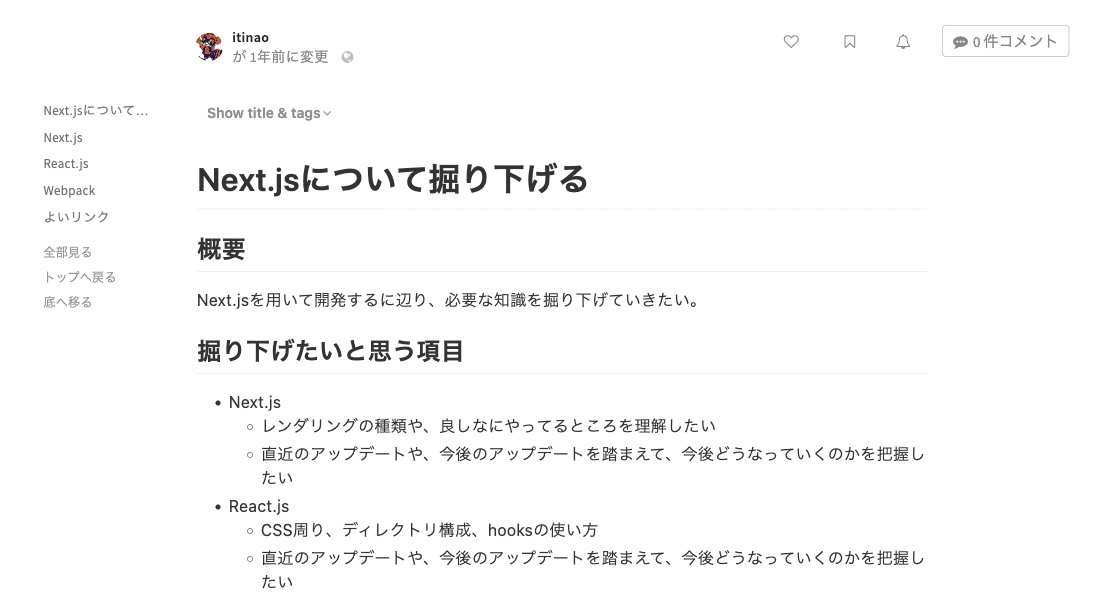 itinao
が 1年前に変更
0 件コメント
Next.jsについて…
Next.js
React.js
Webpack
よいリンク
全部見る
トップへ戻る
底へ移る
Show title & tags
Next.jsについて掘り下げる
概要
Next.jsを用いて開発するに辺り、必要な知識を掘り下げていきたい。
掘り下げたいと思う項目
• Next.js
◦ レンダリングの種類や、良しなにやってるところを理解したい
◦ 直近のアップデートや、今後のアップデートを踏まえて、今後どうなっていくのかを把握し
たい
• React.js
◦ CSS周り、ディレクトリ構成、hooksの使い方
◦ 直近のアップデートや、今後のアップデートを踏まえて、今後どうなっていくのかを把握し
たい